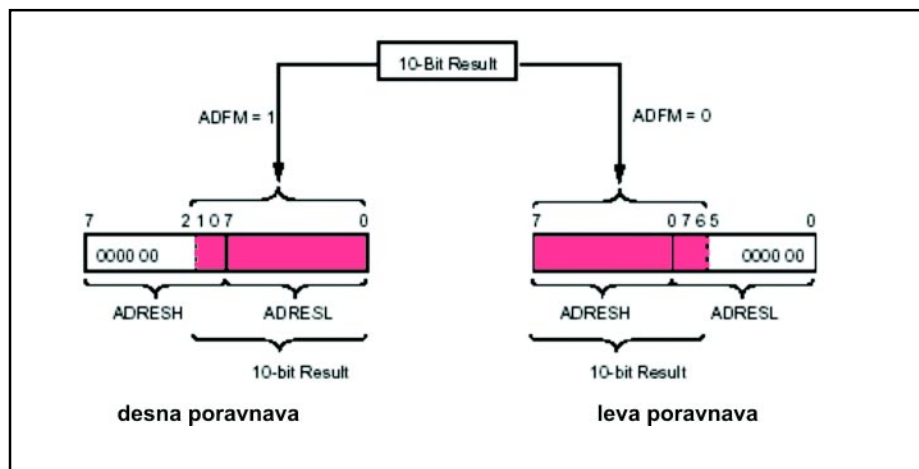 10-Bit Result
ADFM = 1
ADFM = 0
7 2 1 0 7 0
7 0 7 6 5 0
0000 00
0000 00
ADRESH
ADRESL
ADRESH
ADRESL
10-bit Result
10-bit Result
desna poravnava
leva poravnava